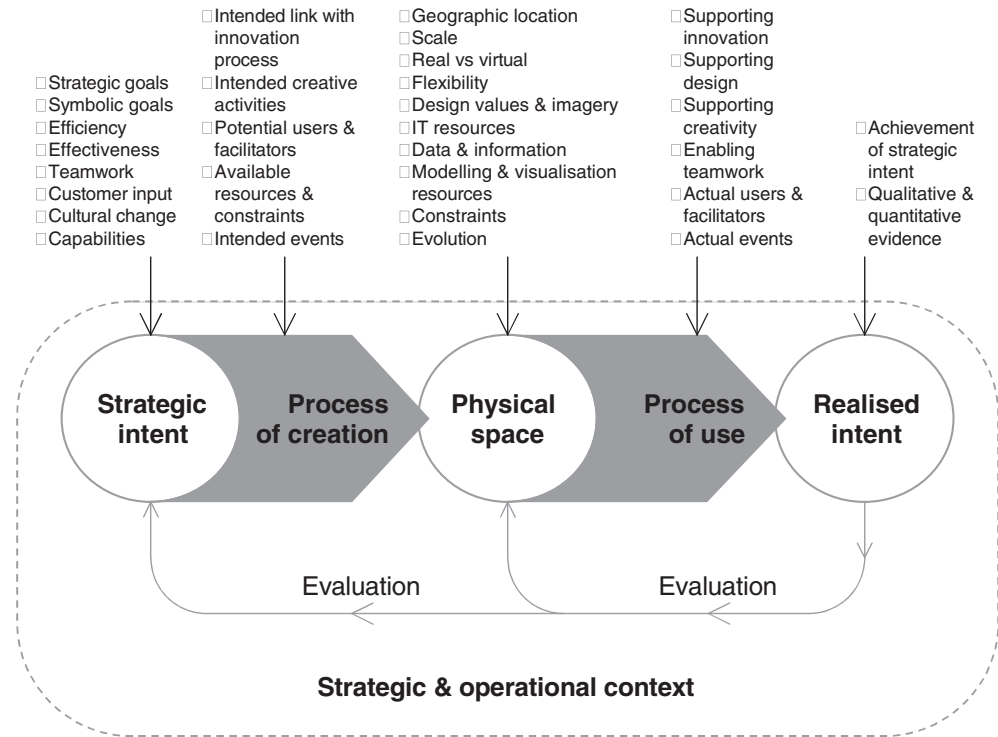 □Strategic goals
□Symbolic goals
□Efficiency
□Effectiveness
□Teamwork
□Customer input
□Cultural change
□Capabilities
□Intended link with
innovation
process
□Intended creative
activities
□Potential users &
facilitators
□Available
resources &
constraints
□Intended events
□Geographic location
□Scale
□Real vs virtual
□Flexibility
□Design values & imagery
□IT resources
□Data & information
□Modelling & visualisation
resources
□Constraints
□Evolution
□Supporting
innovation
□Supporting
design
□Supporting
creativity
□Enabling
teamwork
□Actual users &
facilitators
□Actual events
□Achievement
of strategic
intent
□Qualitative &
quantitative
evidence
Strategic
intent
Process
of creation
Physical
space
Process
of use
Realised
intent
Evaluation
Evaluation
Strategic & operational context